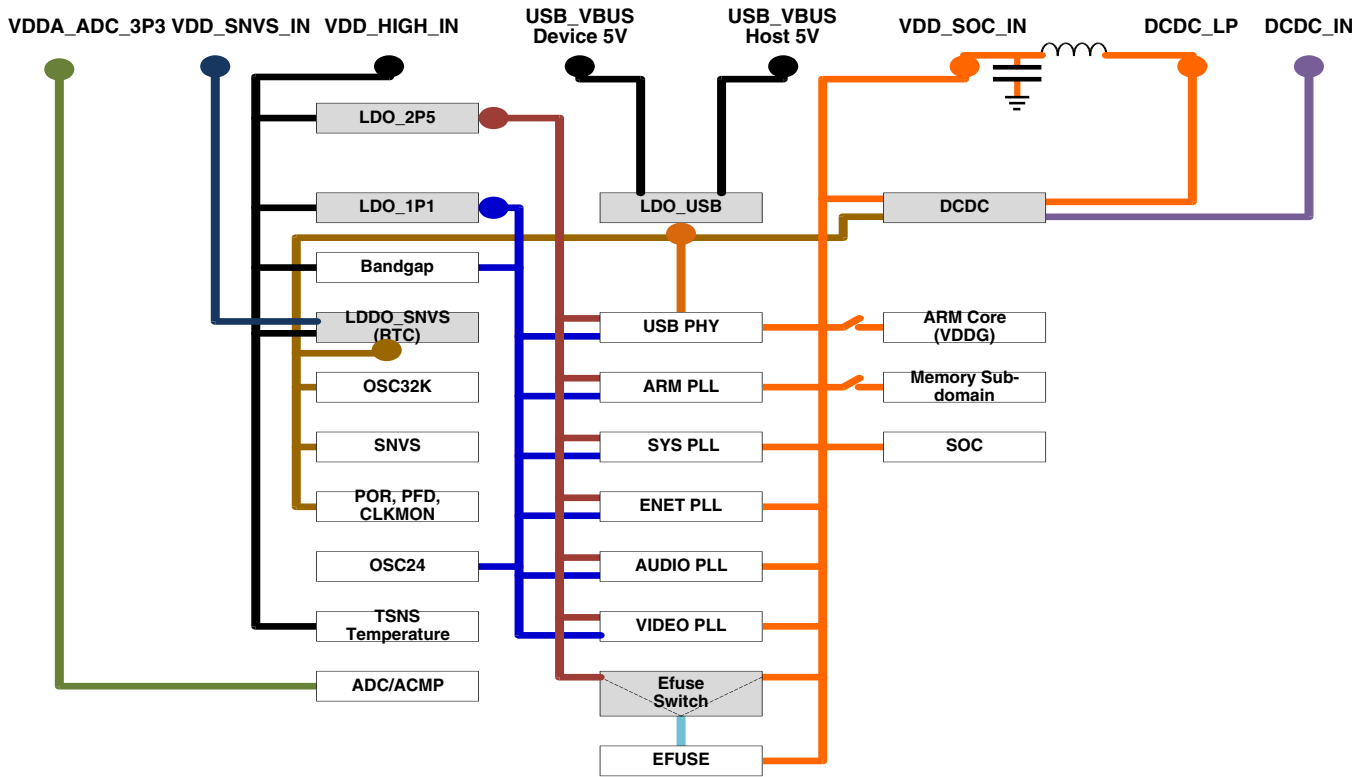 VDDA_ADC_3P3 VDD_SNVS_IN VDD_HIGH_IN USB_VBUS Device 5V USB_VBUS Host 5V VDD_SOC_IN DCDC_LP DCDC_IN
LDO_2P5
LDO_1P1 LDO_USB DCDC
Bandgap
LDDO_SNVS
(RTC)
USB PHY
ARM Core
(VDDG)
OSC32K
ARM PLL
Memory Sub-
domain
SNVS
SYS PLL
SOC
POR, PFD,
CLKMON
ENET PLL
OSC24
AUDIO PLL
TSNS
Temperature
VIDEO PLL
ADC/ACMP
Efuse
Switch
EFUSE